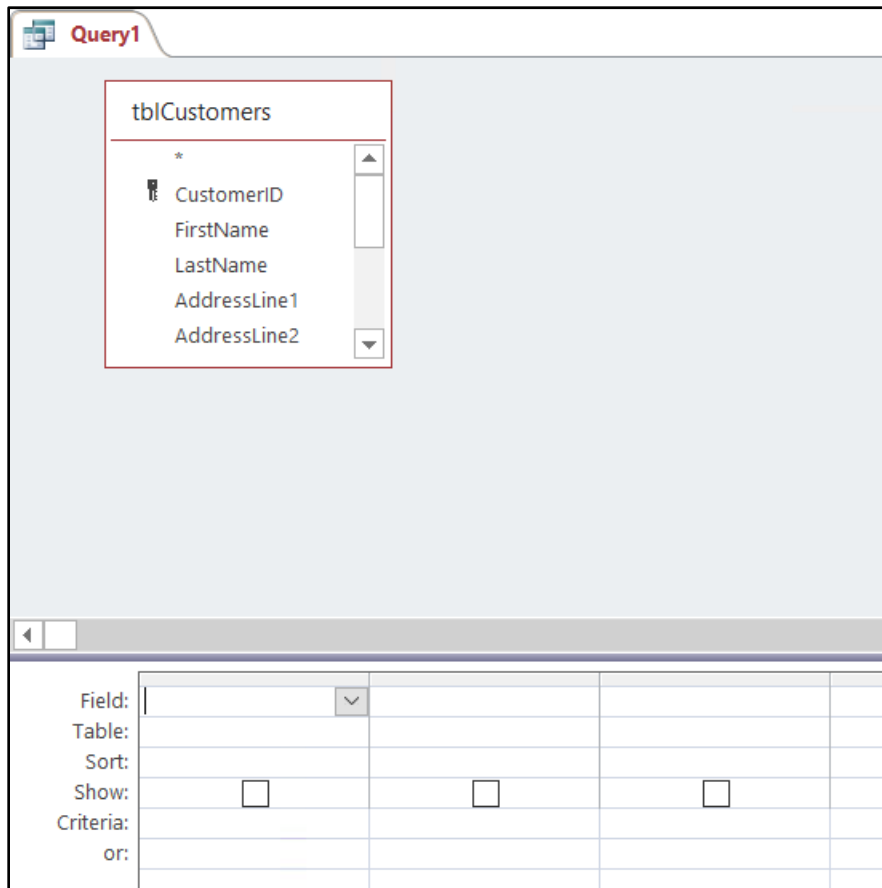 Query1
tblCustomers
*
CustomerID
FirstName
LastName
AddressLine1
AddressLine2
Field:
Table:
Sort:
Show:
Criteria:
or: